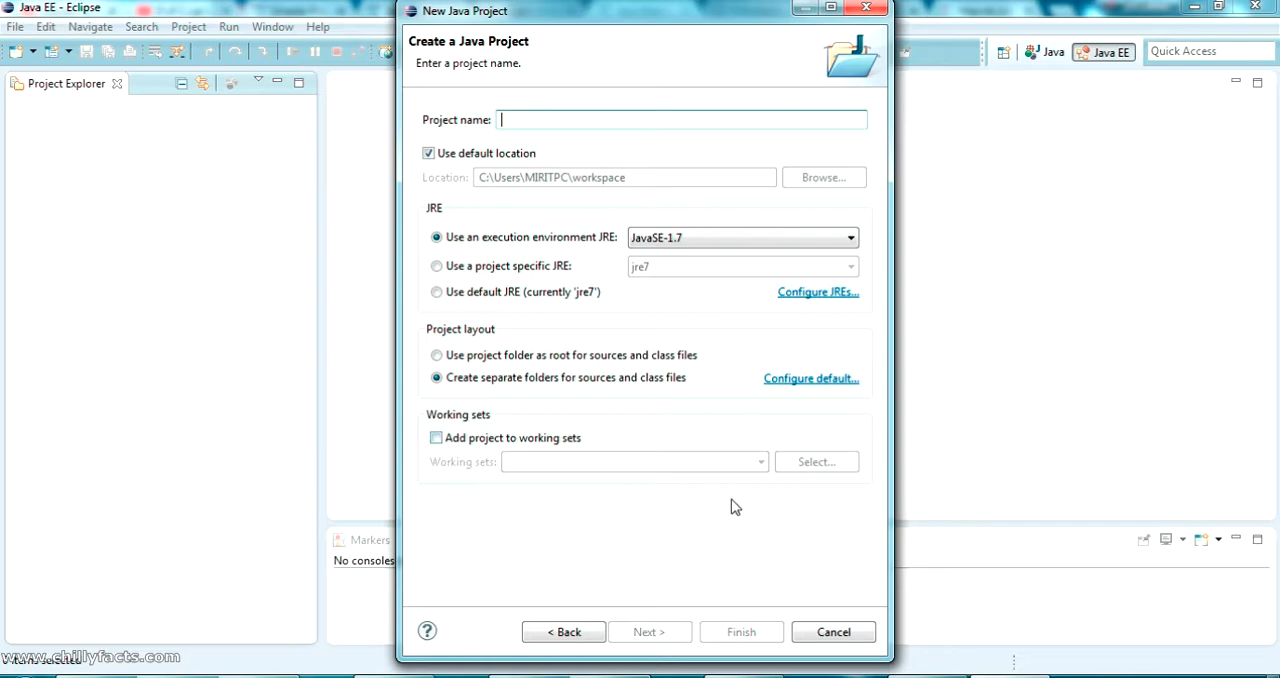 Java EE - Eclipse
File Edit Navigate Search Project Run Window Help
Java Java EE Quick Access
Project Explorer
New Java Project
Create a Java Project
Enter a project name.
Project name:
Use default location
Location: C:\Users\MIRITPC\workspace Browse...
JRE
Use an execution environment JRE: JavaSE-1.7
Use a project specific JRE: jre7
Use default JRE (currently 'jre7') Configure JREs...
Project layout
Use project folder as root for sources and class files
Create separate folders for sources and class files Configure default...
Working sets
Add project to working sets
Working sets: Select...
Markers
No consoles
? < Back Next > Finish Cancel
www.chillyfacts.com